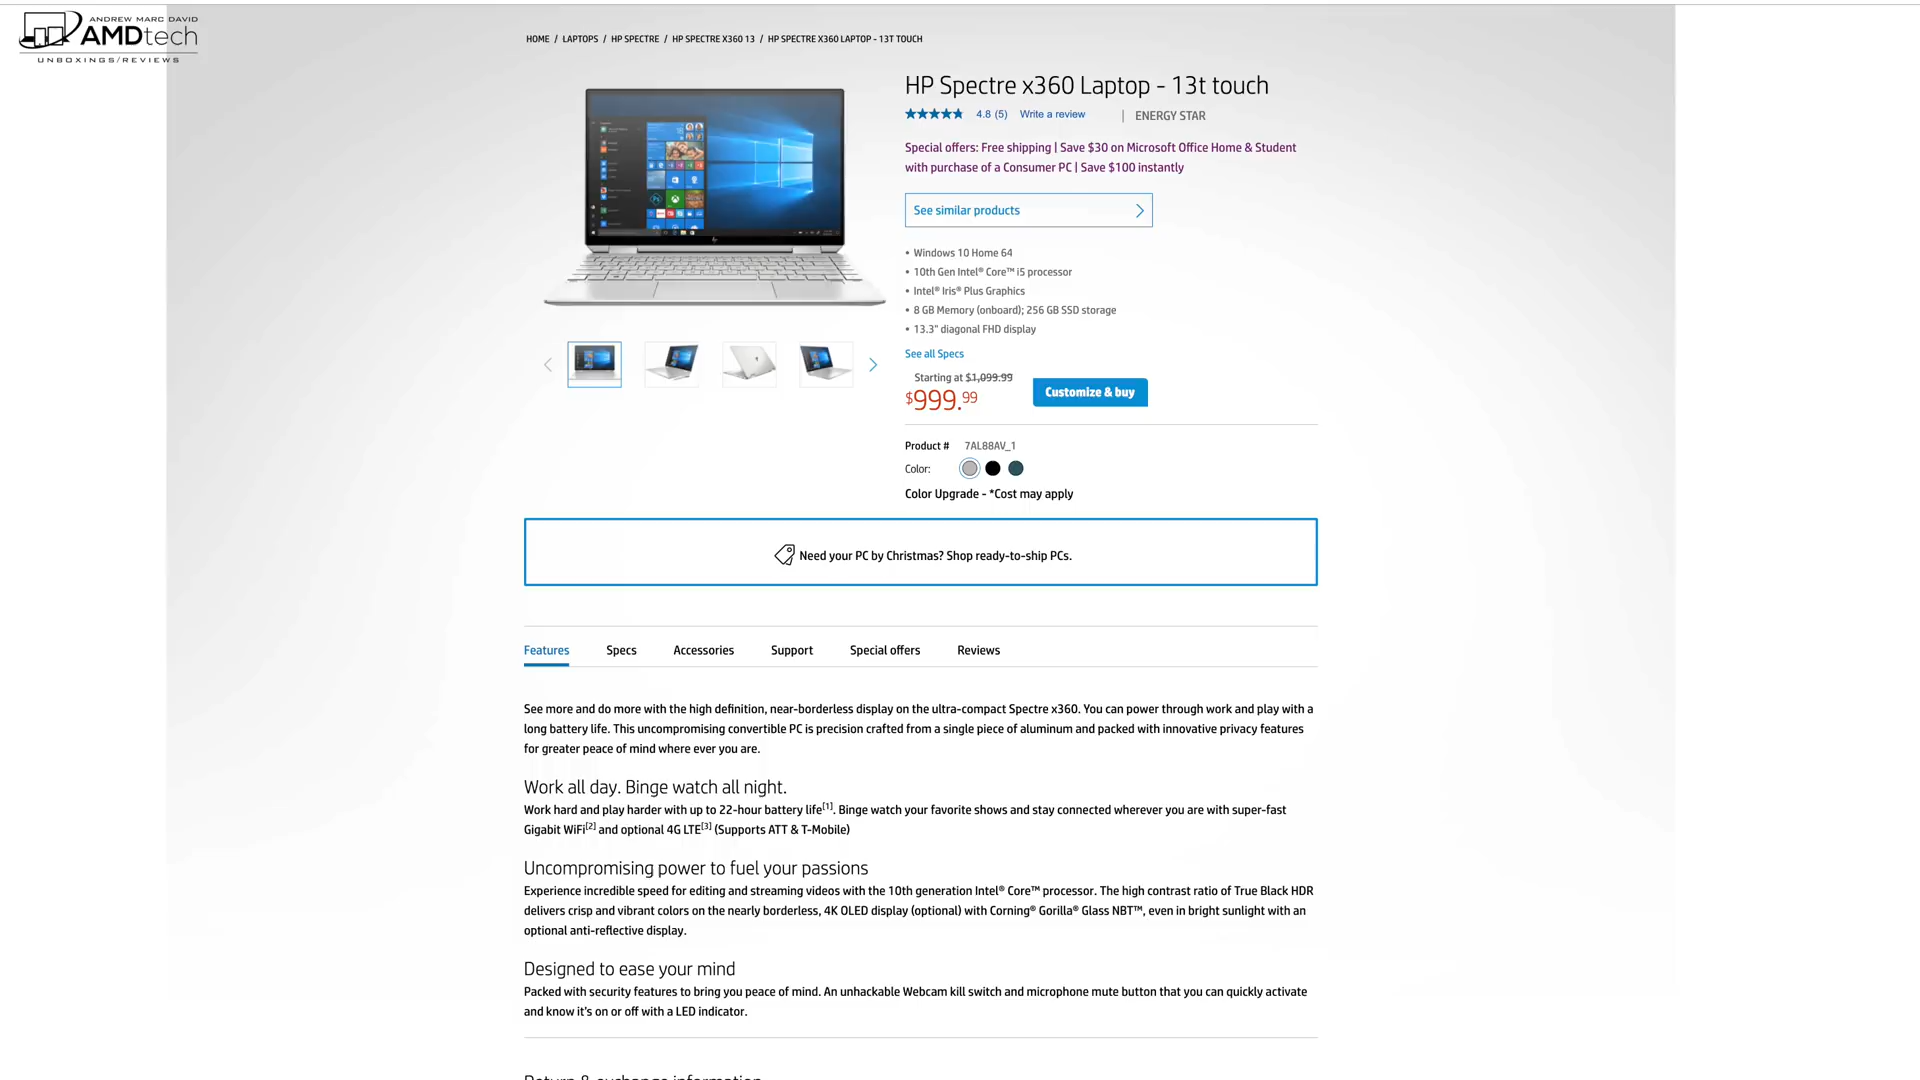 ANDREW MARC DAVID
AMDtech
UNBOXINGS/REVIEWS
HOME / LAPTOPS / HP SPECTRE / HP SPECTRE X360 13 / HP SPECTRE X360 LAPTOP - 13T TOUCH
HP Spectre x360 Laptop - 13t touch
4.8 (5) Write a review | ENERGY STAR
Special offers: Free shipping | Save $30 on Microsoft Office Home & Student
with purchase of a Consumer PC | Save $100 instantly
See similar products
• Windows 10 Home 64
• 10th Gen Intel® Core™ i5 processor
• Intel® Iris® Plus Graphics
• 8 GB Memory (onboard); 256 GB SSD storage
• 13.3" diagonal FHD display
See all Specs
Starting at $1,099.99
$999.99
Customize & buy
Product # 7AL88AV_1
Color:
Color Upgrade - *Cost may apply
Need your PC by Christmas? Shop ready-to-ship PCs.
Features Specs Accessories Support Special offers Reviews
See more and do more with the high definition, near-borderless display on the ultra-compact Spectre x360. You can power through work and play with a
long battery life. This uncompromising convertible PC is precision crafted from a single piece of aluminum and packed with innovative privacy features
for greater peace of mind where ever you are.
Work all day. Binge watch all night.
Work hard and play harder with up to 22-hour battery life[1]. Binge watch your favorite shows and stay connected wherever you are with super-fast
Gigabit WiFi[2] and optional 4G LTE[3] (Supports ATT & T-Mobile)
Uncompromising power to fuel your passions
Experience incredible speed for editing and streaming videos with the 10th generation Intel® Core™ processor. The high contrast ratio of True Black HDR
delivers crisp and vibrant colors on the nearly borderless, 4K OLED display (optional) with Corning® Gorilla® Glass NBT™, even in bright sunlight with an
optional anti-reflective display.
Designed to ease your mind
Packed with security features to bring you peace of mind. An unhackable Webcam kill switch and microphone mute button that you can quickly activate
and know it's on or off with a LED indicator.
Return & exchange information